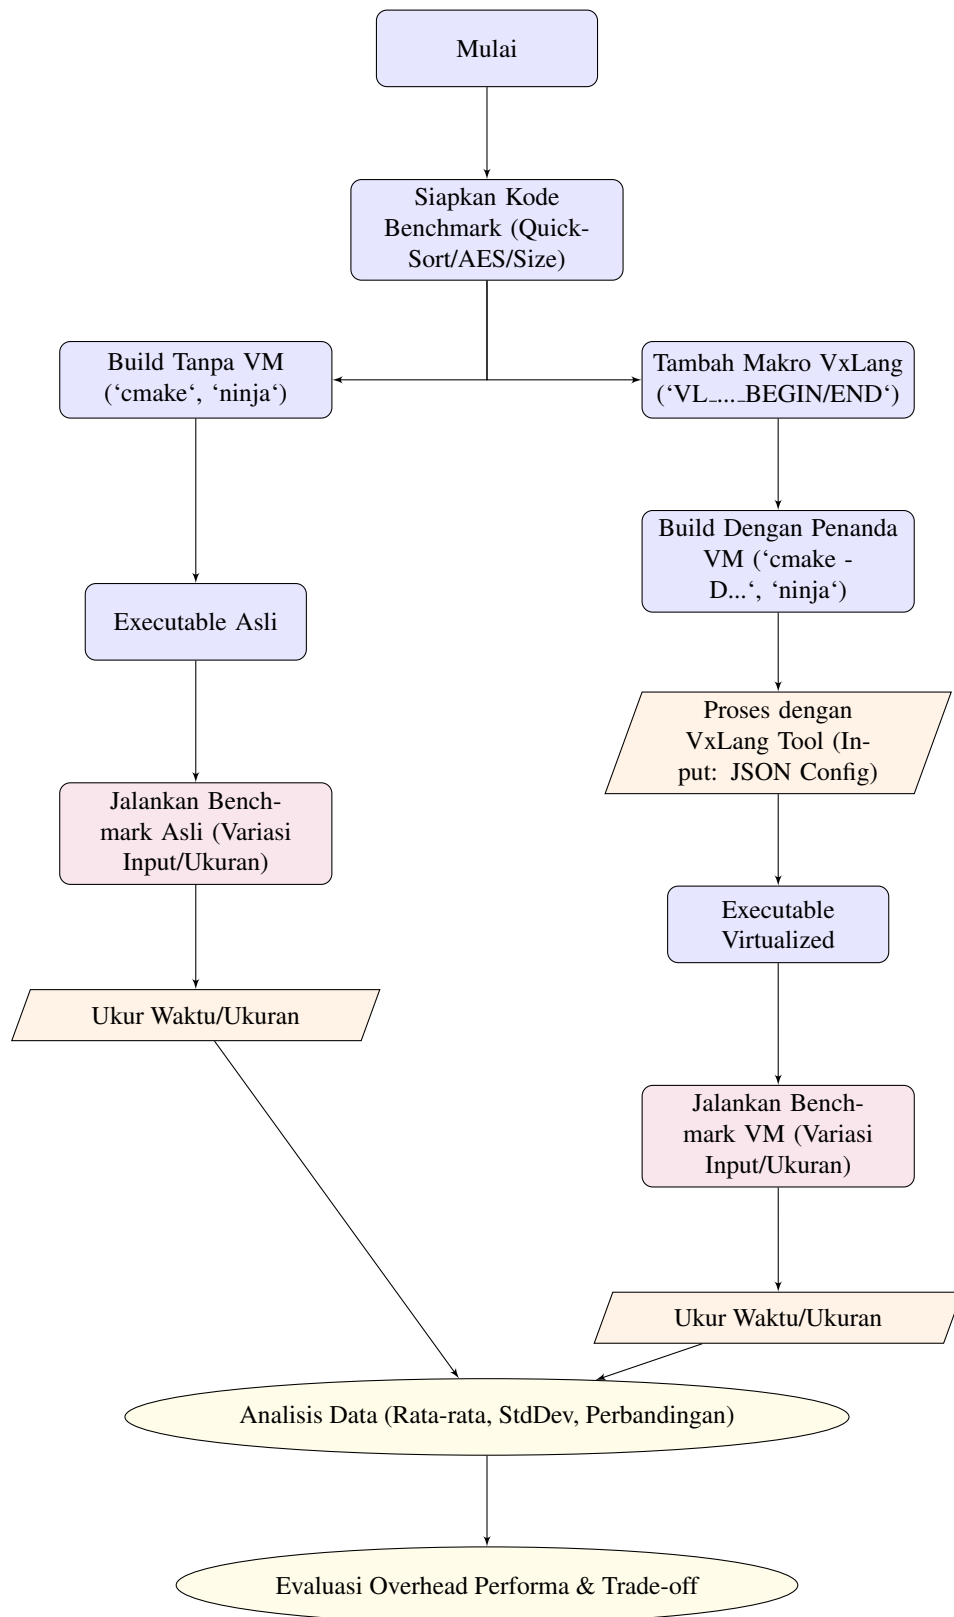 Mulai
Siapkan Kode
Benchmark (Quick-
Sort/AES/Size)
Build Tanpa VM
(‘cmake‘, ‘ninja‘)
Tambah Makro VxLang
(‘VL_..._BEGIN/END‘)
Build Dengan Penanda
VM (‘cmake -
D...‘, ‘ninja‘)
Executable Asli
Proses dengan
VxLang Tool (In-
put: JSON Config)
Jalankan Bench-
mark Asli (Variasi
Input/Ukuran)
Executable
Virtualized
Ukur Waktu/Ukuran
Jalankan Bench-
mark VM (Variasi
Input/Ukuran)
Ukur Waktu/Ukuran
Analisis Data (Rata-rata, StdDev, Perbandingan)
Evaluasi Overhead Performa & Trade-off